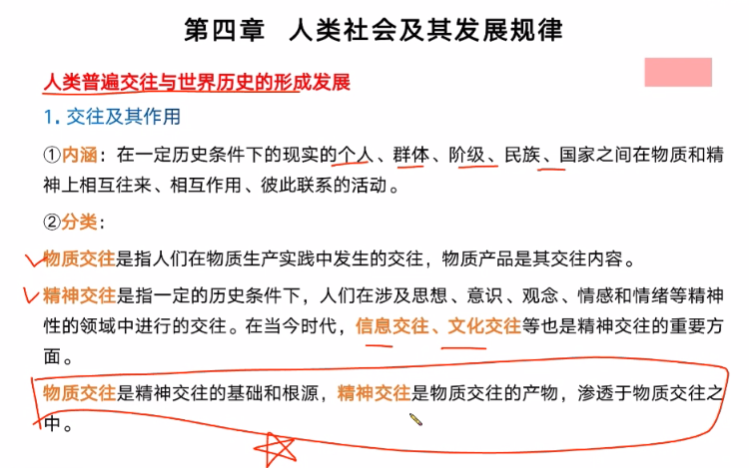 第四章 人类社会及其发展规律
人类普遍交往与世界历史的形成发展
1. 交往及其作用
①内涵：在一定历史条件下的现实的个人、群体、阶级、民族、国家之间在物质和精
神上相互往来、相互作用、彼此联系的活动。
②分类：
物质交往是指人们在物质生产实践中发生的交往，物质产品是其交往内容。
精神交往是指一定的历史条件下，人们在涉及思想、意识、观念、情感和情绪等精神
性的领域中进行的交往。在当今时代，信息交往、文化交往等也是精神交往的重要方
面。
物质交往是精神交往的基础和根源，精神交往是物质交往的产物，渗透于物质交往之
中。